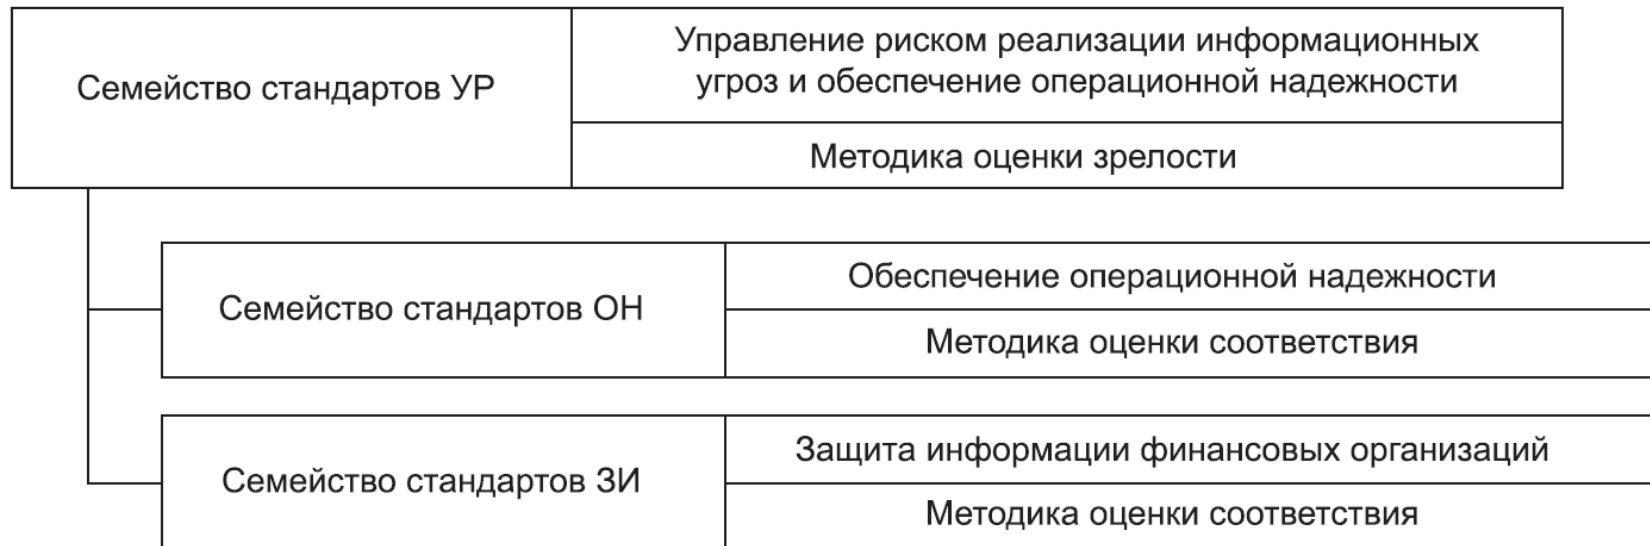 Семейство стандартов УР
Управление риском реализации информационных
угроз и обеспечение операционной надежности
Методика оценки зрелости
Семейство стандартов ОН
Обеспечение операционной надежности
Методика оценки соответствия
Семейство стандартов ЗИ
Защита информации финансовых организаций
Методика оценки соответствия